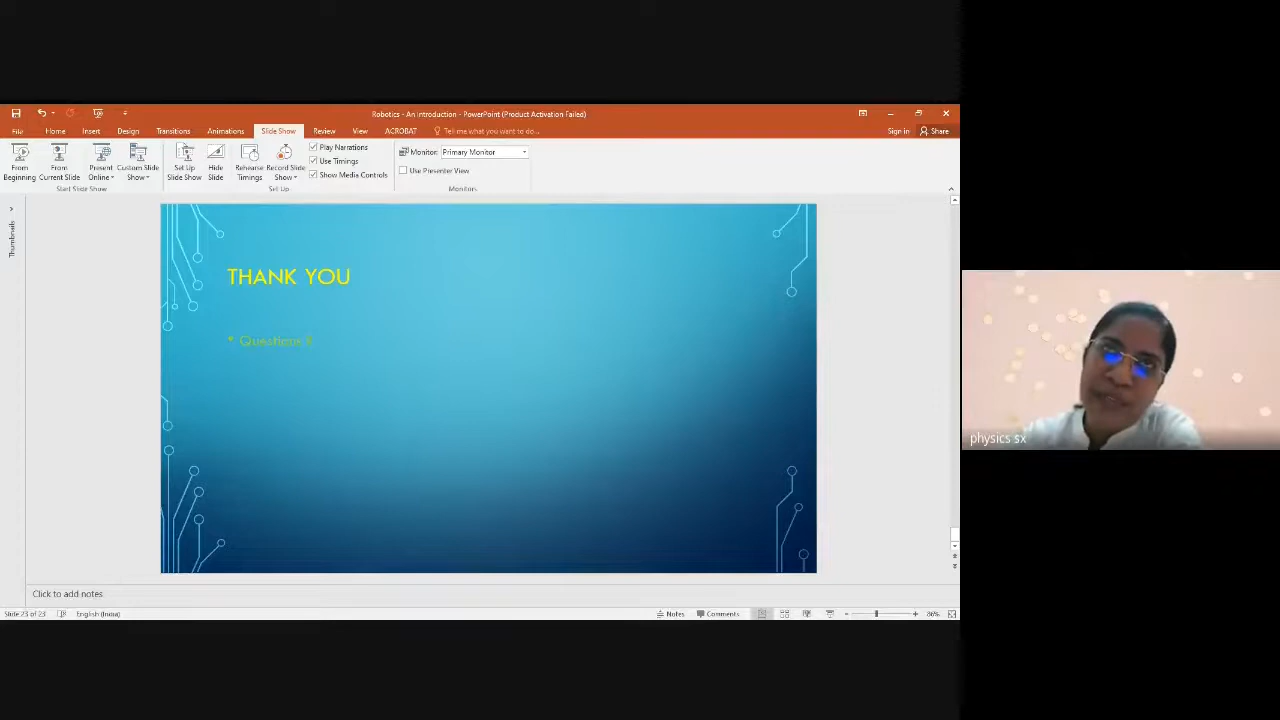 Robotics - An Introduction - PowerPoint (Product Activation Failed)
File Home Insert Design Transitions Animations Slide Show Review View ACROBAT Tell me what you want to do... Sign in Share
From Beginning
From Current Slide
Present Online
Custom Slide Show
Set Up Slide Show
Hide Slide
Rehearse Timings
Record Slide Show
Play Narrations
Use Timings
Show Media Controls
Monitor: Primary Monitor
Use Presenter View
Start Slide Show
Set Up
Monitors
Thumbnails
THANK YOU
physics sx
Click to add notes
Slide 23 of 23 English (India) Notes Comments 86%